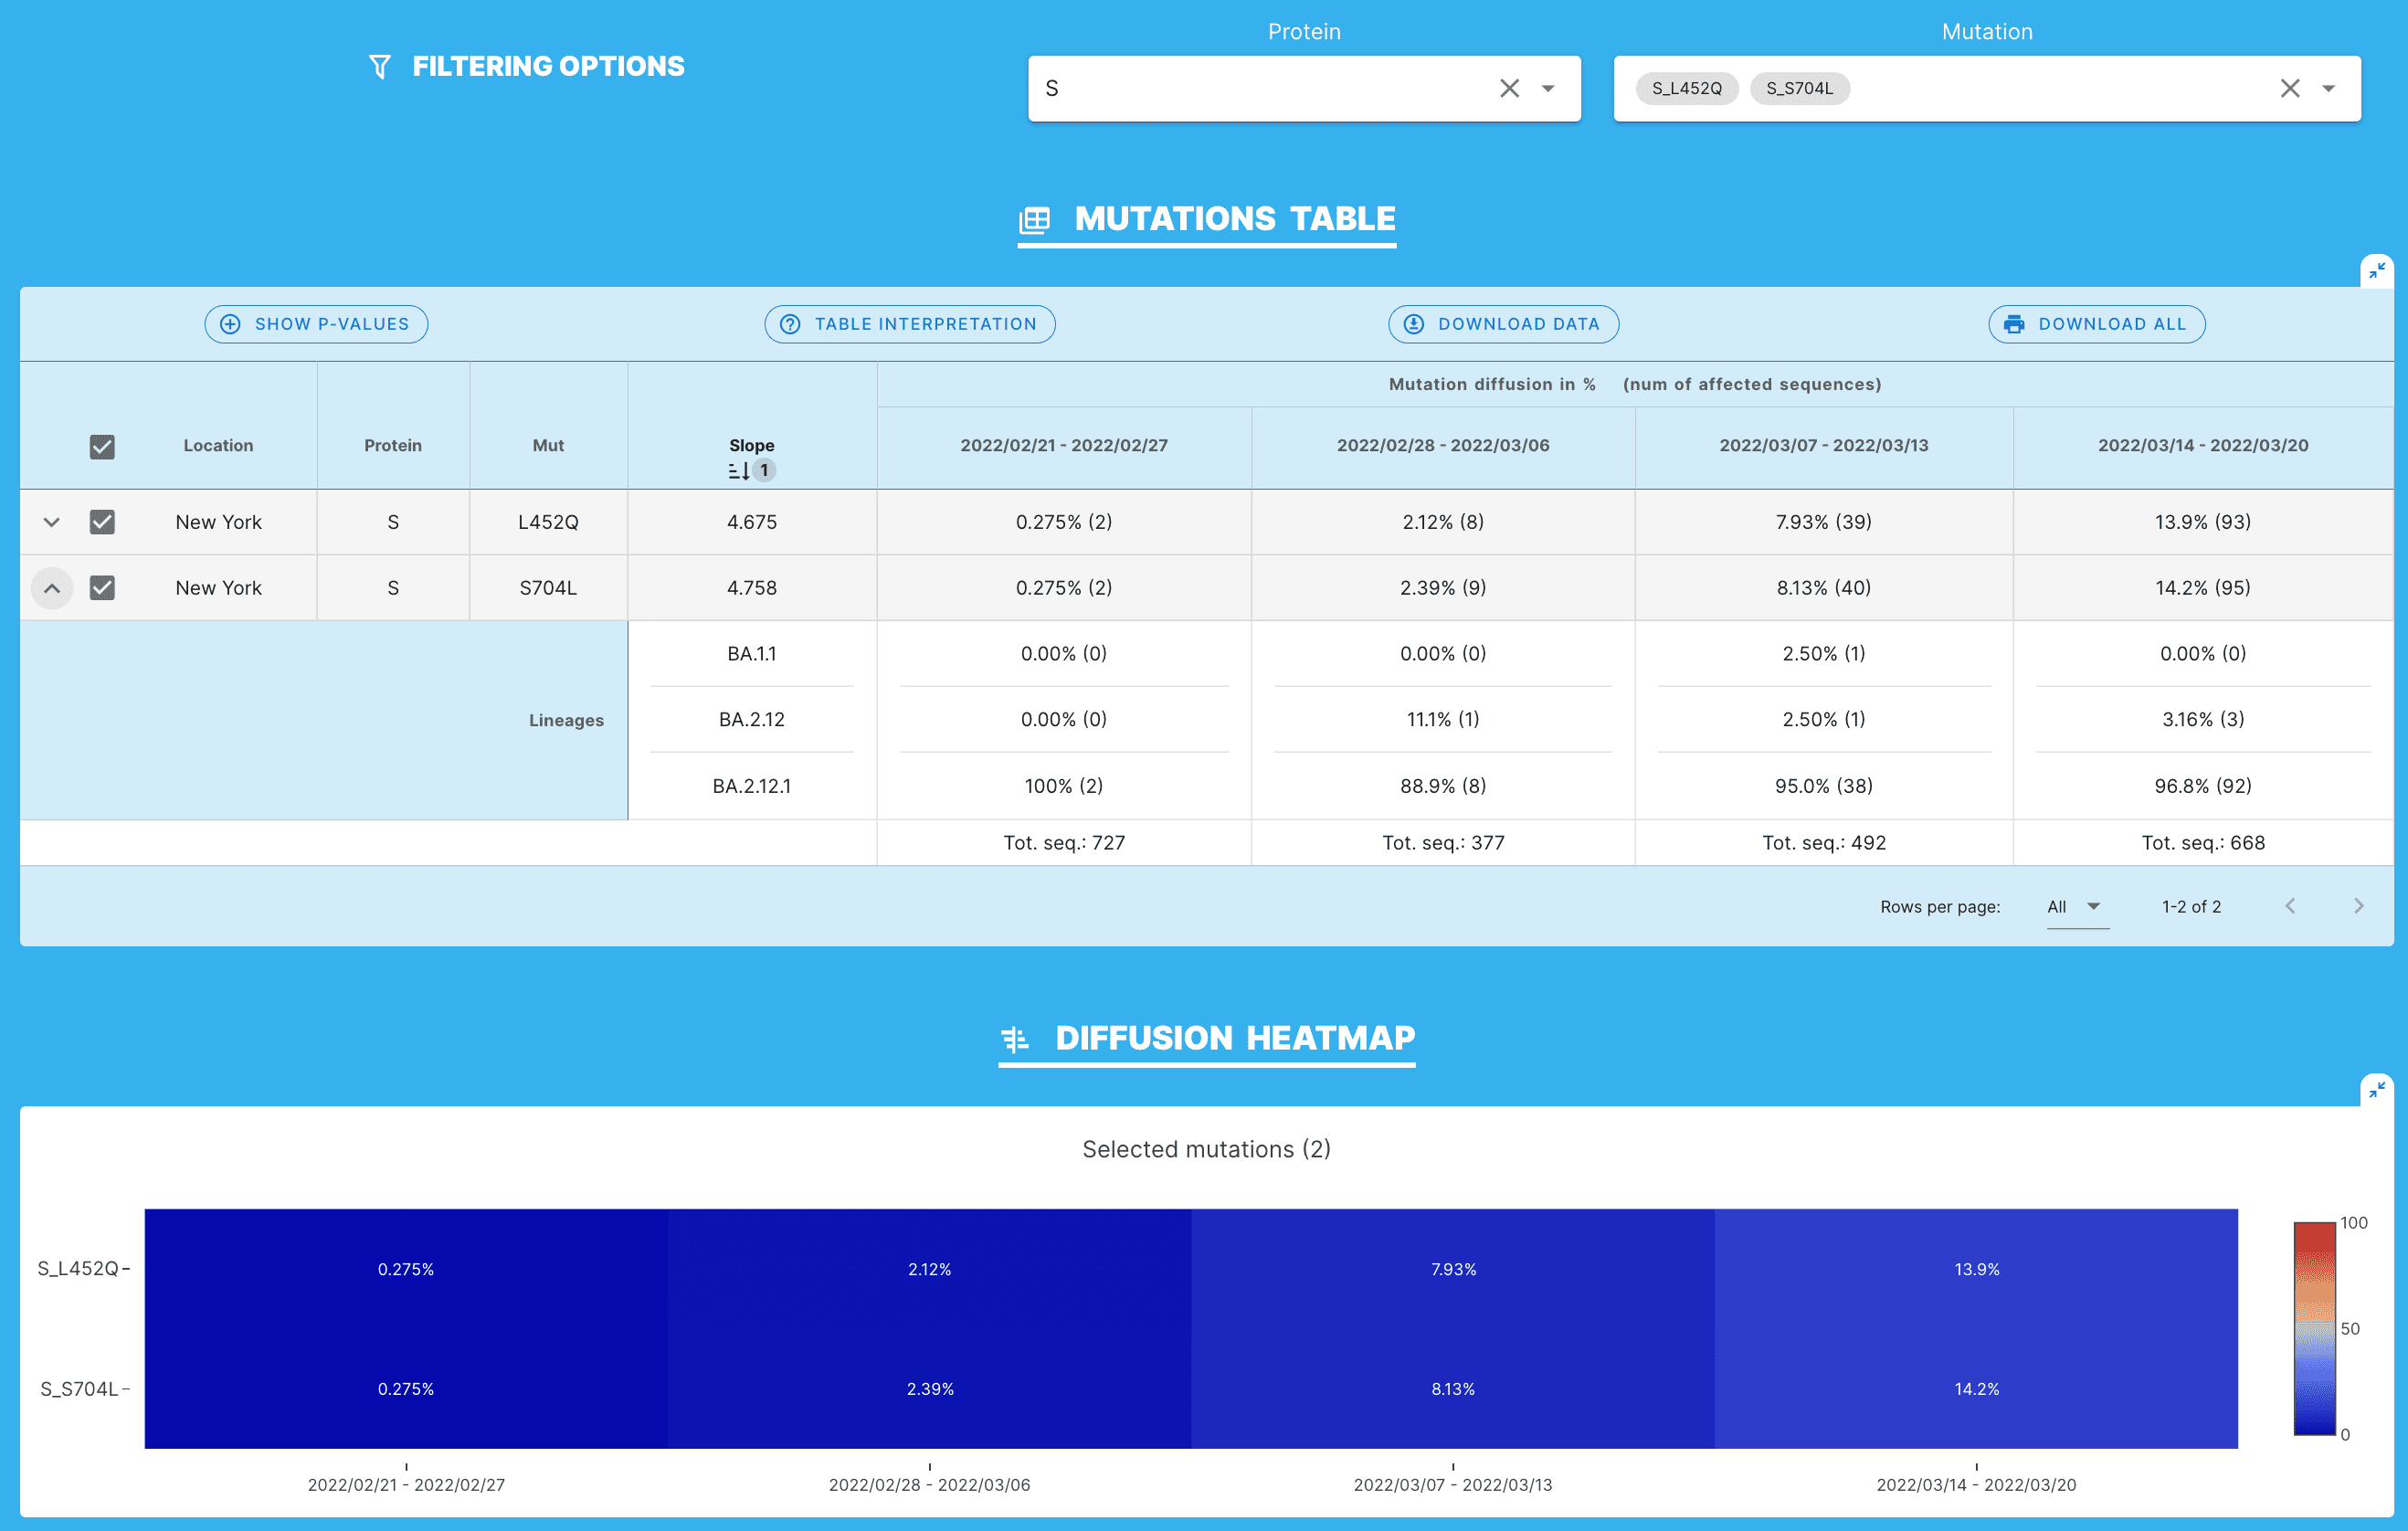 FILTERING OPTIONS
Protein
S
Mutation
S_L452Q S_S704L
MUTATIONS TABLE
SHOW P-VALUES TABLE INTERPRETATION DOWNLOAD DATA DOWNLOAD ALL
Mutation diffusion in % (num of affected sequences)
Location Protein Mut Slope 2022/02/21 - 2022/02/27 2022/02/28 - 2022/03/06 2022/03/07 - 2022/03/13 2022/03/14 - 2022/03/20
1
New York S L452Q 4.675 0.275% (2) 2.12% (8) 7.93% (39) 13.9% (93)
New York S S704L 4.758 0.275% (2) 2.39% (9) 8.13% (40) 14.2% (95)
BA.1.1 0.00% (0) 0.00% (0) 2.50% (1) 0.00% (0)
Lineages BA.2.12 0.00% (0) 11.1% (1) 2.50% (1) 3.16% (3)
BA.2.12.1 100% (2) 88.9% (8) 95.0% (38) 96.8% (92)
Tot. seq.: 727 Tot. seq.: 377 Tot. seq.: 492 Tot. seq.: 668
Rows per page: All 1-2 of 2
DIFFUSION HEATMAP
Selected mutations (2)
S_L452Q 0.275% 2.12% 7.93% 13.9%
S_S704L 0.275% 2.39% 8.13% 14.2%
100
50
0
2022/02/21 - 2022/02/27 2022/02/28 - 2022/03/06 2022/03/07 - 2022/03/13 2022/03/14 - 2022/03/20